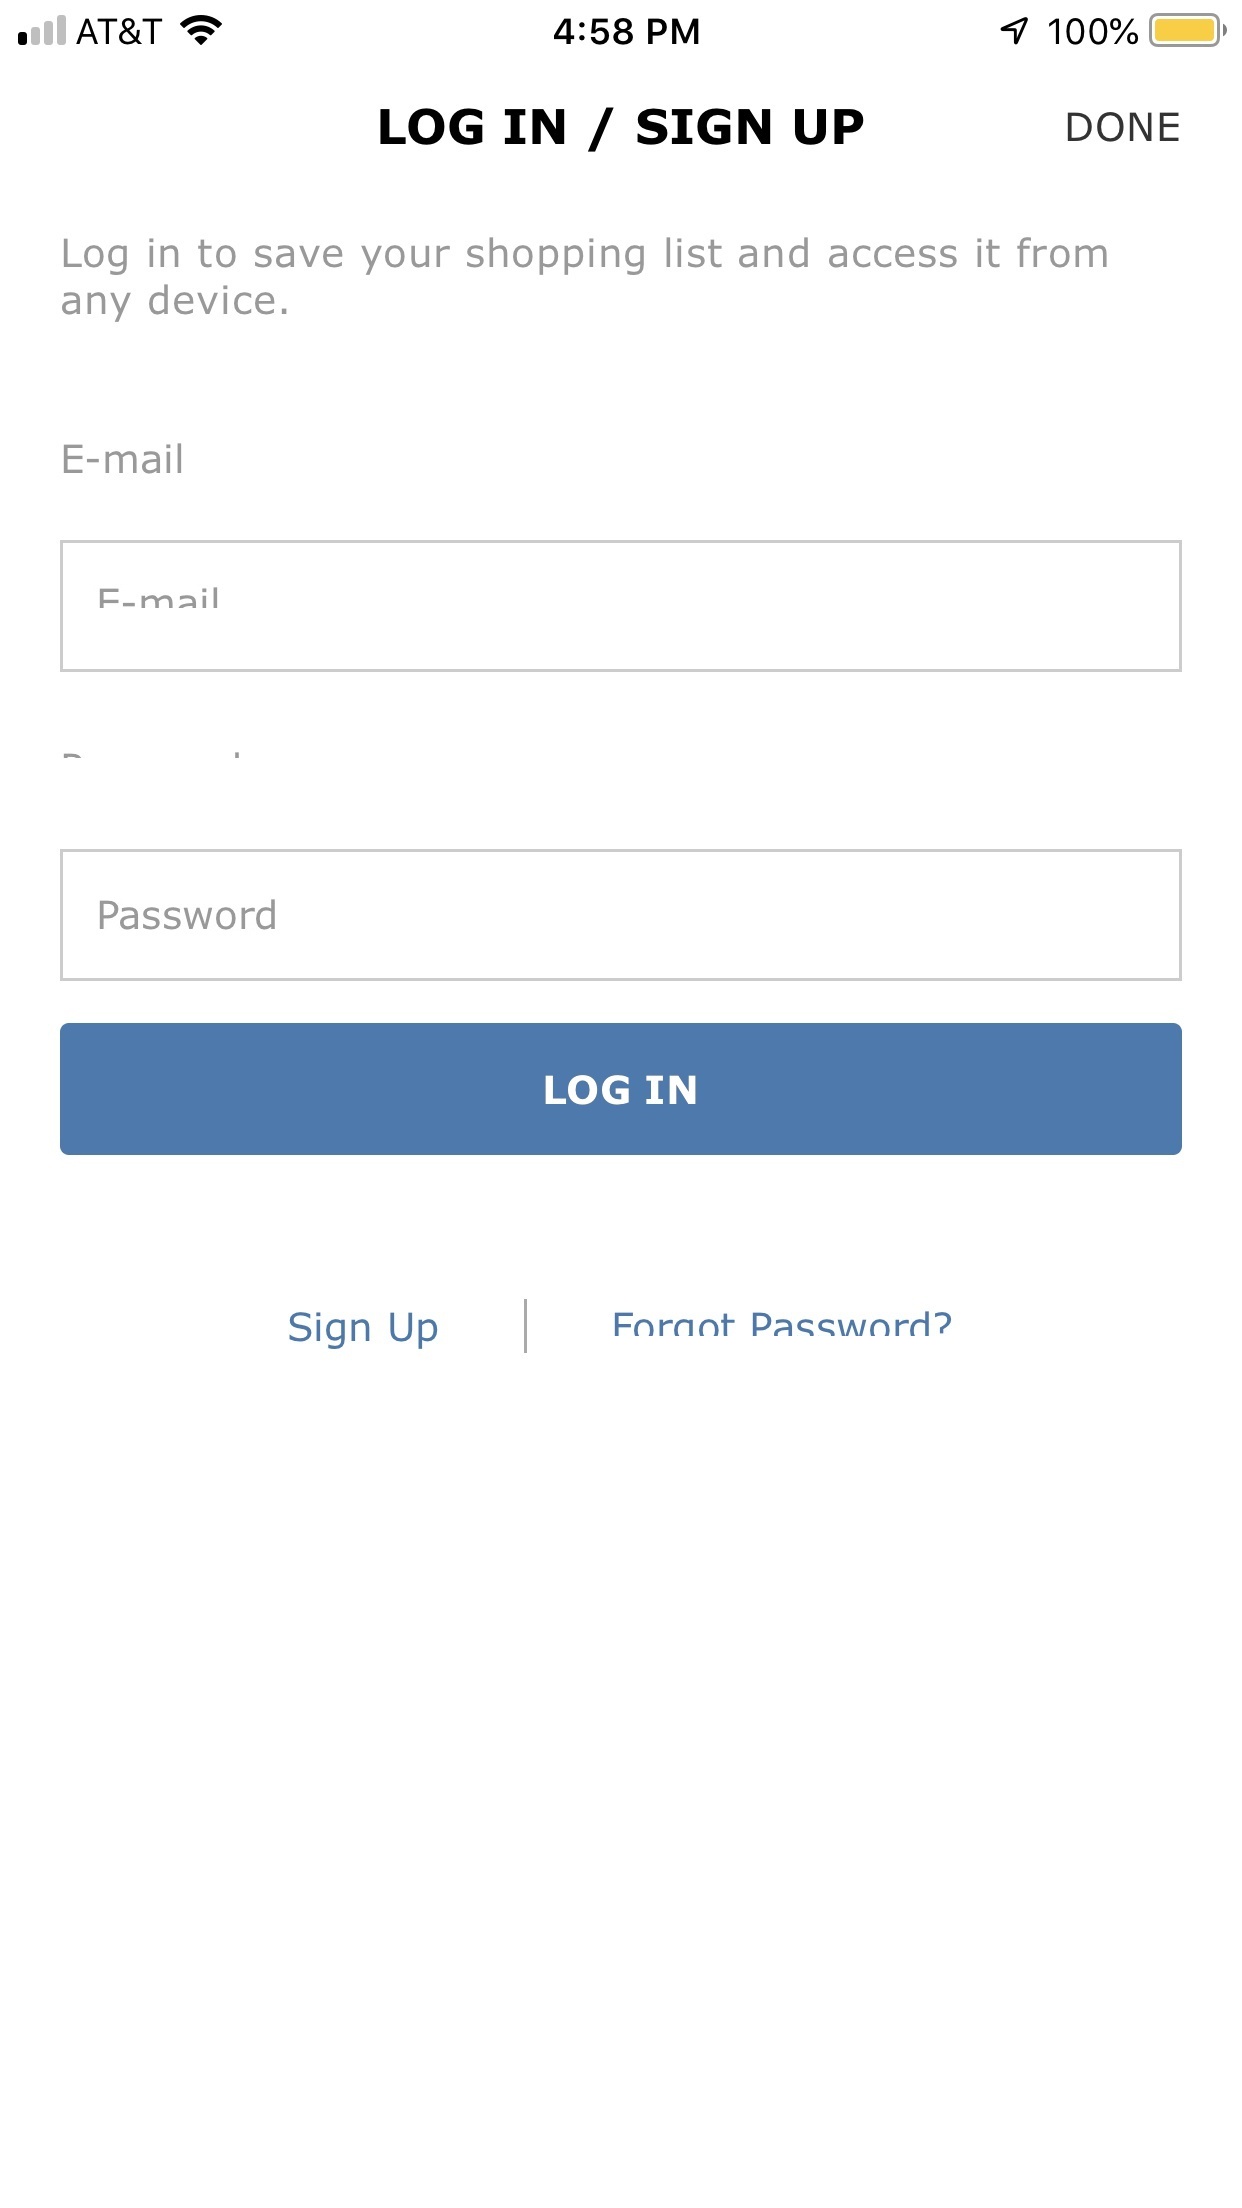 AT&T
4:58 PM
100%
LOG IN / SIGN UP
DONE
Log in to save your shopping list and access it from
any device.
E-mail
E-mail
Password
LOG IN
Sign Up
Forgot Password?